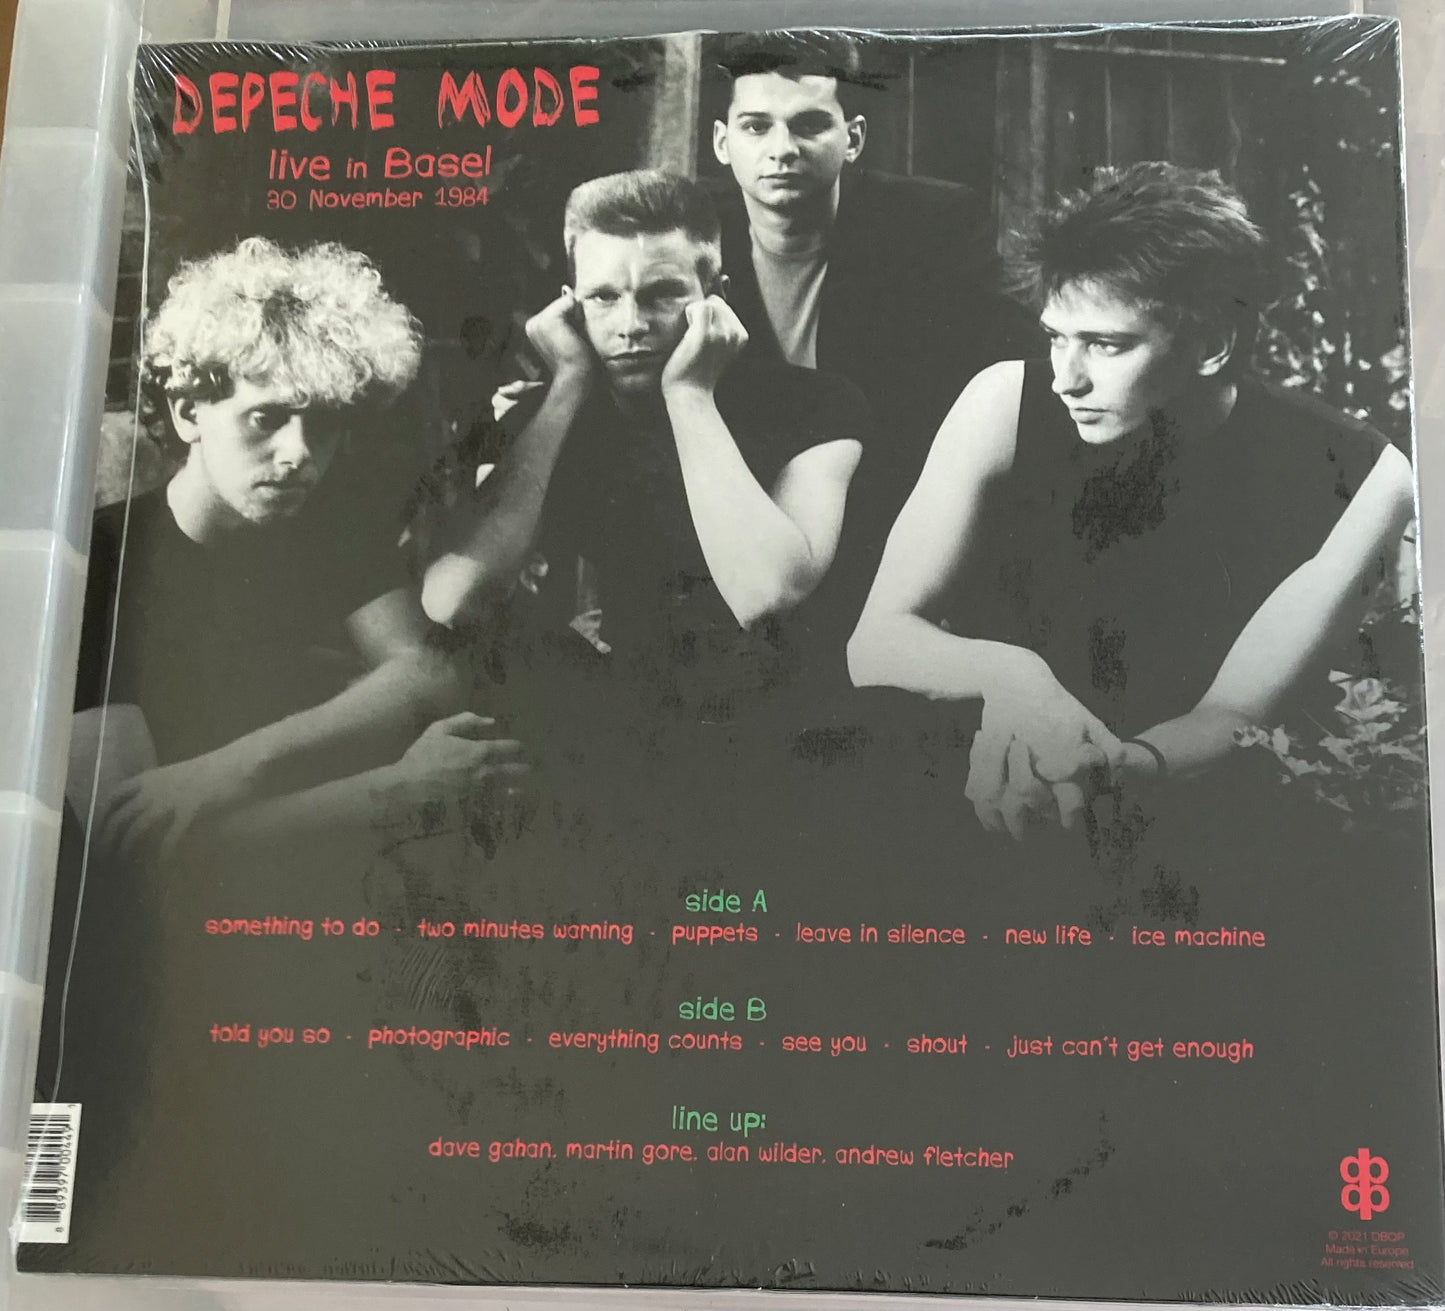 DEPECHE MODE
live in Basel
30 November 1984
side A
something to do - two minutes warning - puppets - leave in silence - new life - ice machine
side B
told you so - photographic - everything counts - see you - shout - just can't get enough
line up:
dave gahan, martin gore, alan wilder, andrew fletcher
© 2021 DBQP
Made in Europe
All rights reserved